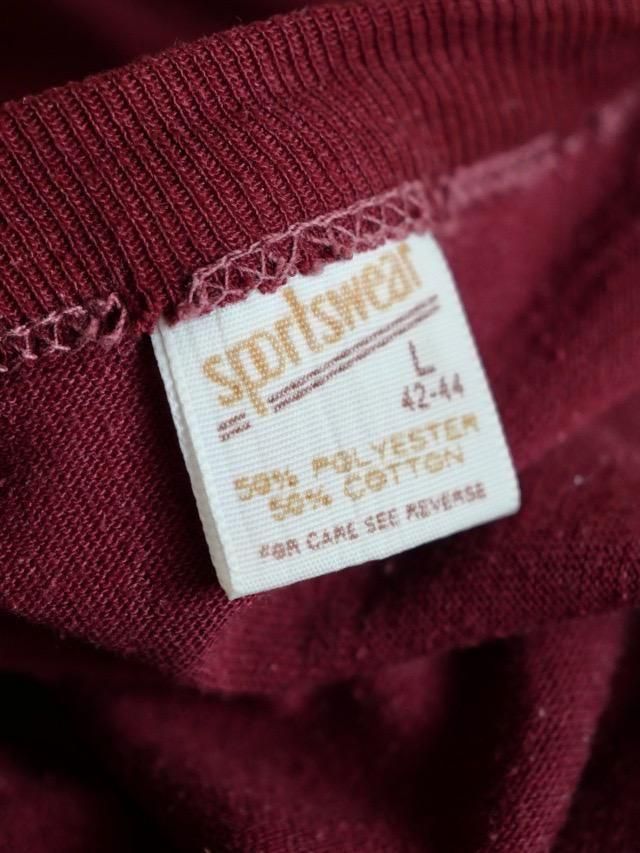 sportswear
L
42-44
50% POLYESTER
50% COTTON
FOR CARE SEE REVERSE